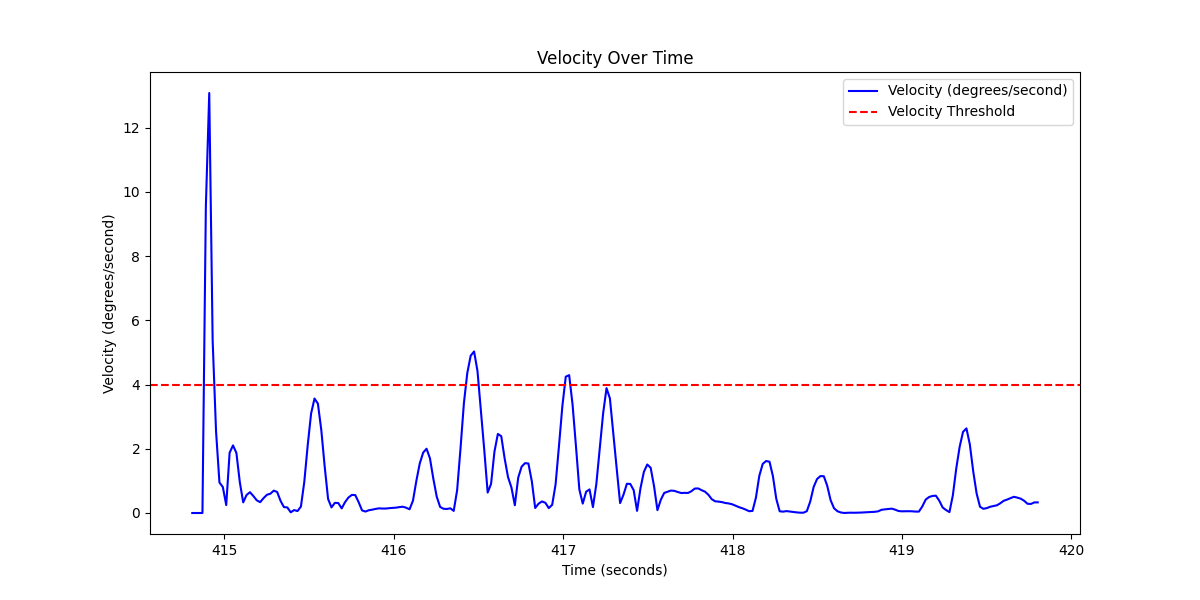 Velocity Over Time
Velocity (degrees/second)
Velocity Threshold
12
10
8
6
4
2
0
Velocity (degrees/second)
415 416 417 418 419 420
Time (seconds)